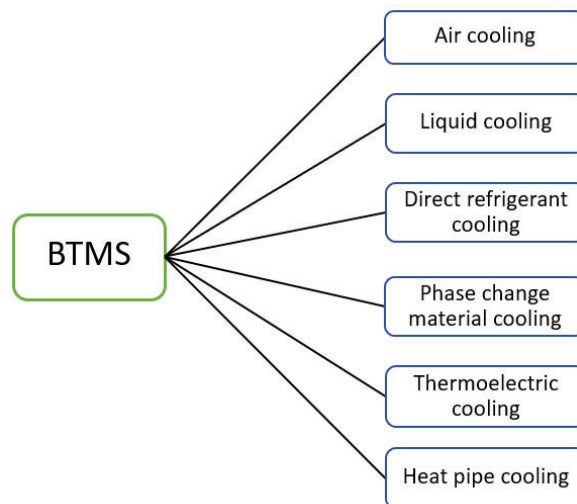 Air cooling
Liquid cooling
Direct refrigerant
cooling
BTMS
Phase change
material cooling
Thermoelectric
cooling
Heat pipe cooling